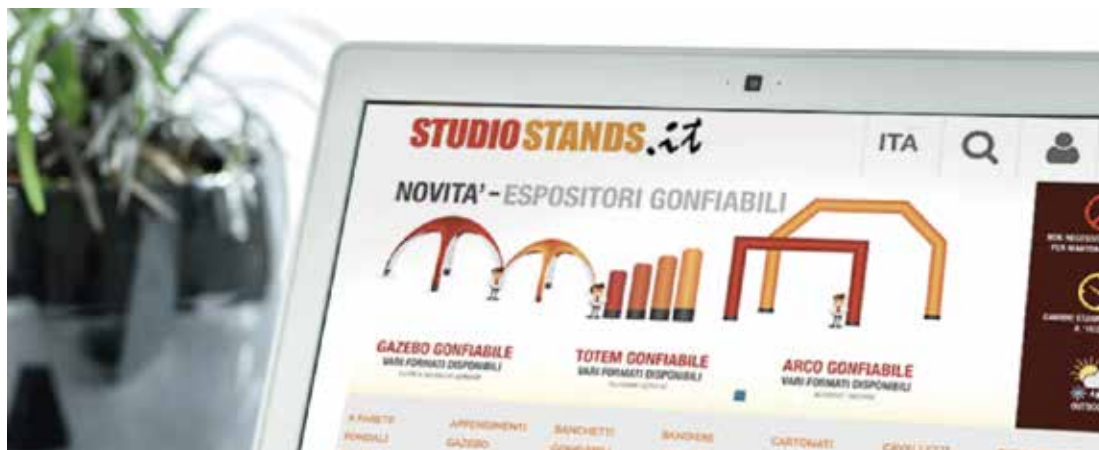 STUDIOSTANDS.it
ITA
NOVITA' - ESPOSITORI GONFIABILI
GAZEBO GONFIABILE
VARI FORMATI DISPONIBILI
TOTEM GONFIABILE
VARI FORMATI DISPONIBILI
ARCO GONFIABILE
VARI FORMATI DISPONIBILI
A PARETE
APPENDIMENTI
BANCHETTI
BANDIERE
CARTONATI
FONDALI
GAZEBO
GONFIABILI